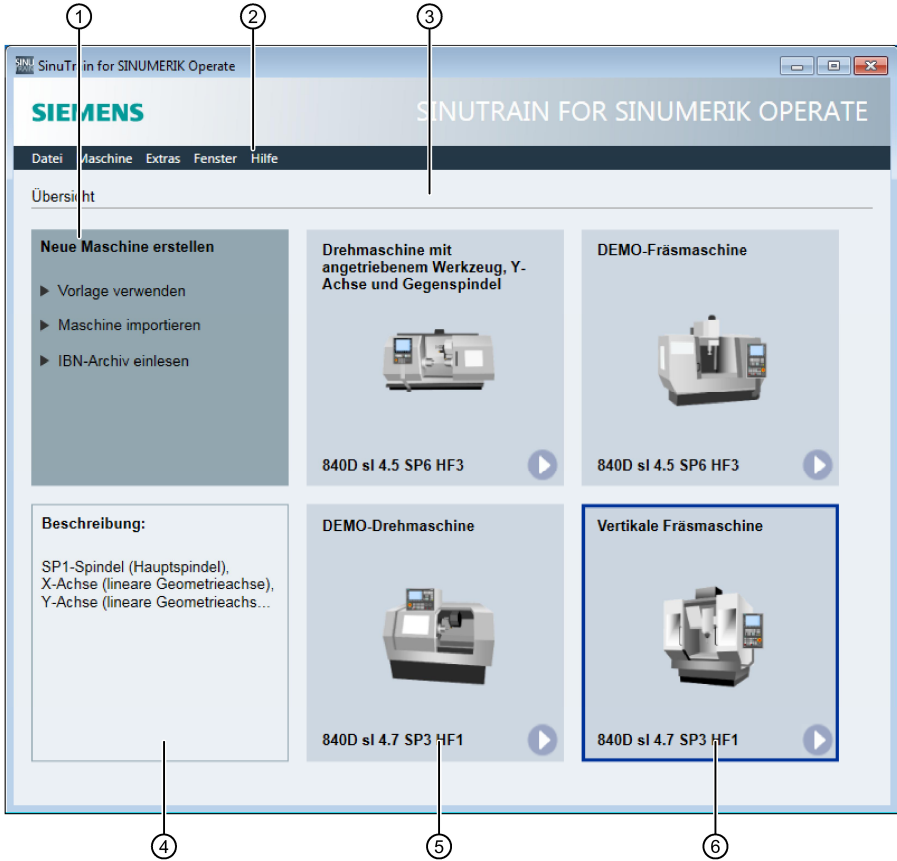 1 2 3
SINU TRAIN SinuTrain for SINUMERIK Operate
SIEMENS
SINUTRAIN FOR SINUMERIK OPERATE
Datei Maschine Extras Fenster Hilfe
Übersicht
Neue Maschine erstellen
Vorlage verwenden
Maschine importieren
IBN-Archiv einlesen
Drehmaschine mit
angetriebenem Werkzeug, Y-
Achse und Gegenspindel
840D sl 4.5 SP6 HF3
DEMO-Fräsmaschine
840D sl 4.5 SP6 HF3
Beschreibung:
SP1-Spindel (Hauptspindel),
X-Achse (lineare Geometrieachse),
Y-Achse (lineare Geometrieachs...
DEMO-Drehmaschine
840D sl 4.7 SP3 HF1
Vertikale Fräsmaschine
840D sl 4.7 SP3 HF1
4 5 6